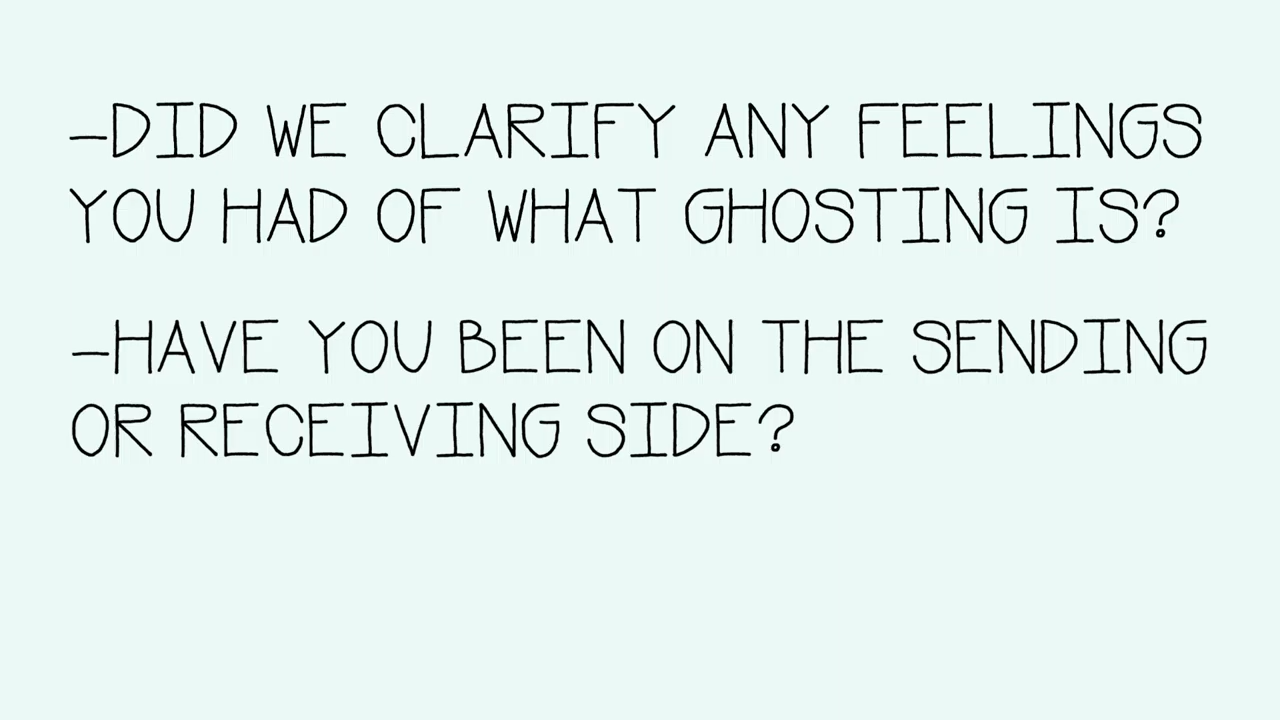 -DID WE CLARIFY ANY FEELINGS
YOU HAD OF WHAT GHOSTING IS?
-HAVE YOU BEEN ON THE SENDING
OR RECEIVING SIDE?